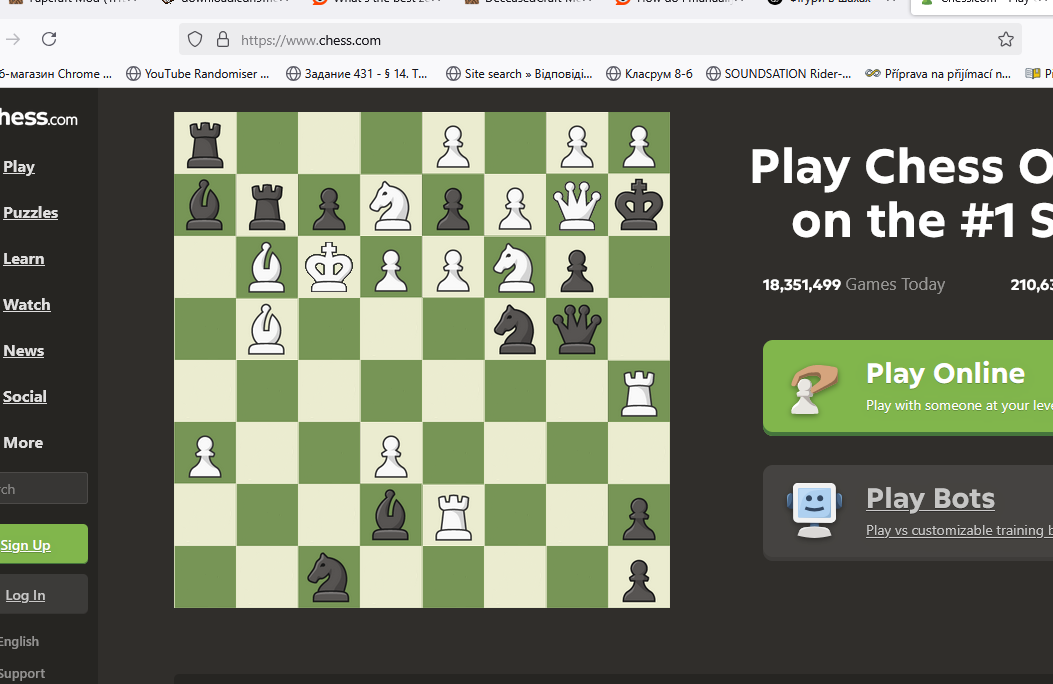 https://www.chess.com
YouTube Randomiser ...
Задание 431 - § 14. Т...
Site search » Відповіді...
Класрум 8-б
SOUNDSATION Rider-...
Příprava na přijímací n...
б-магазин Chrome ...
hess.com
Play
Puzzles
Learn
Watch
News
Social
More
rch
Sign Up
Log In
English
Support
Play Chess O
on the #1 S
18,351,499 Games Today
210,63
Play Online
Play with someone at your leve
Play Bots
Play vs customizable training b